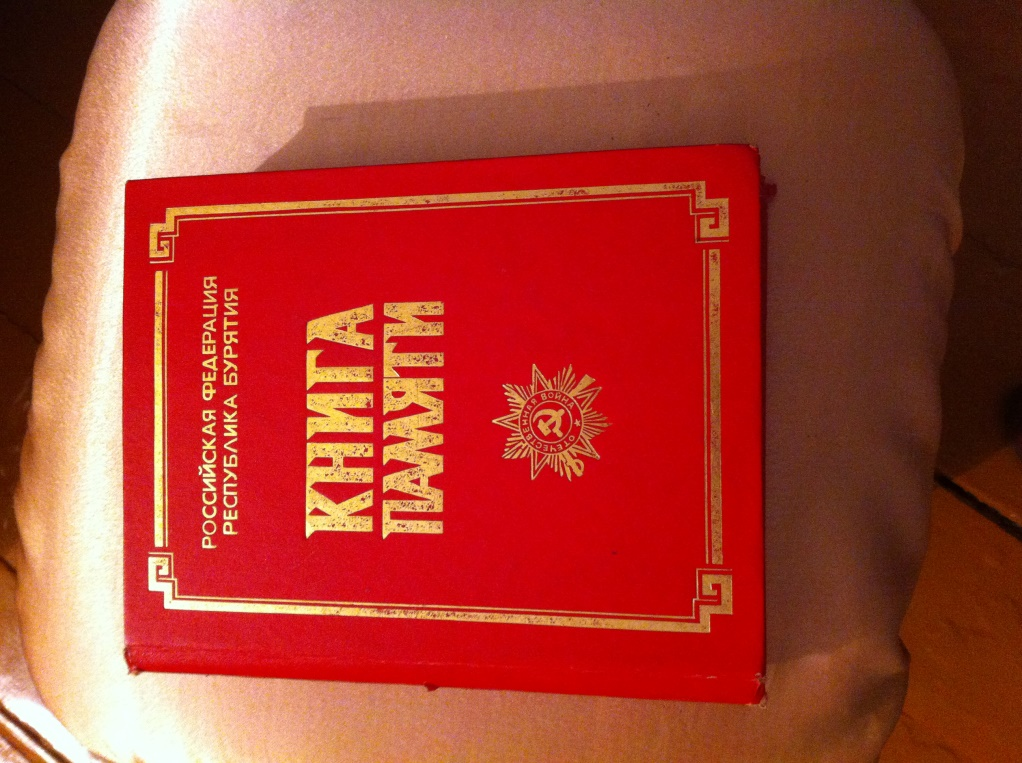 РОССИЙСКАЯ ФЕДЕРАЦИЯ
РЕСПУБЛИКА БУРЯТИЯ
КНИГА
ПАМЯТИ
ОТЕЧЕСТВЕННАЯ ВОЙНА